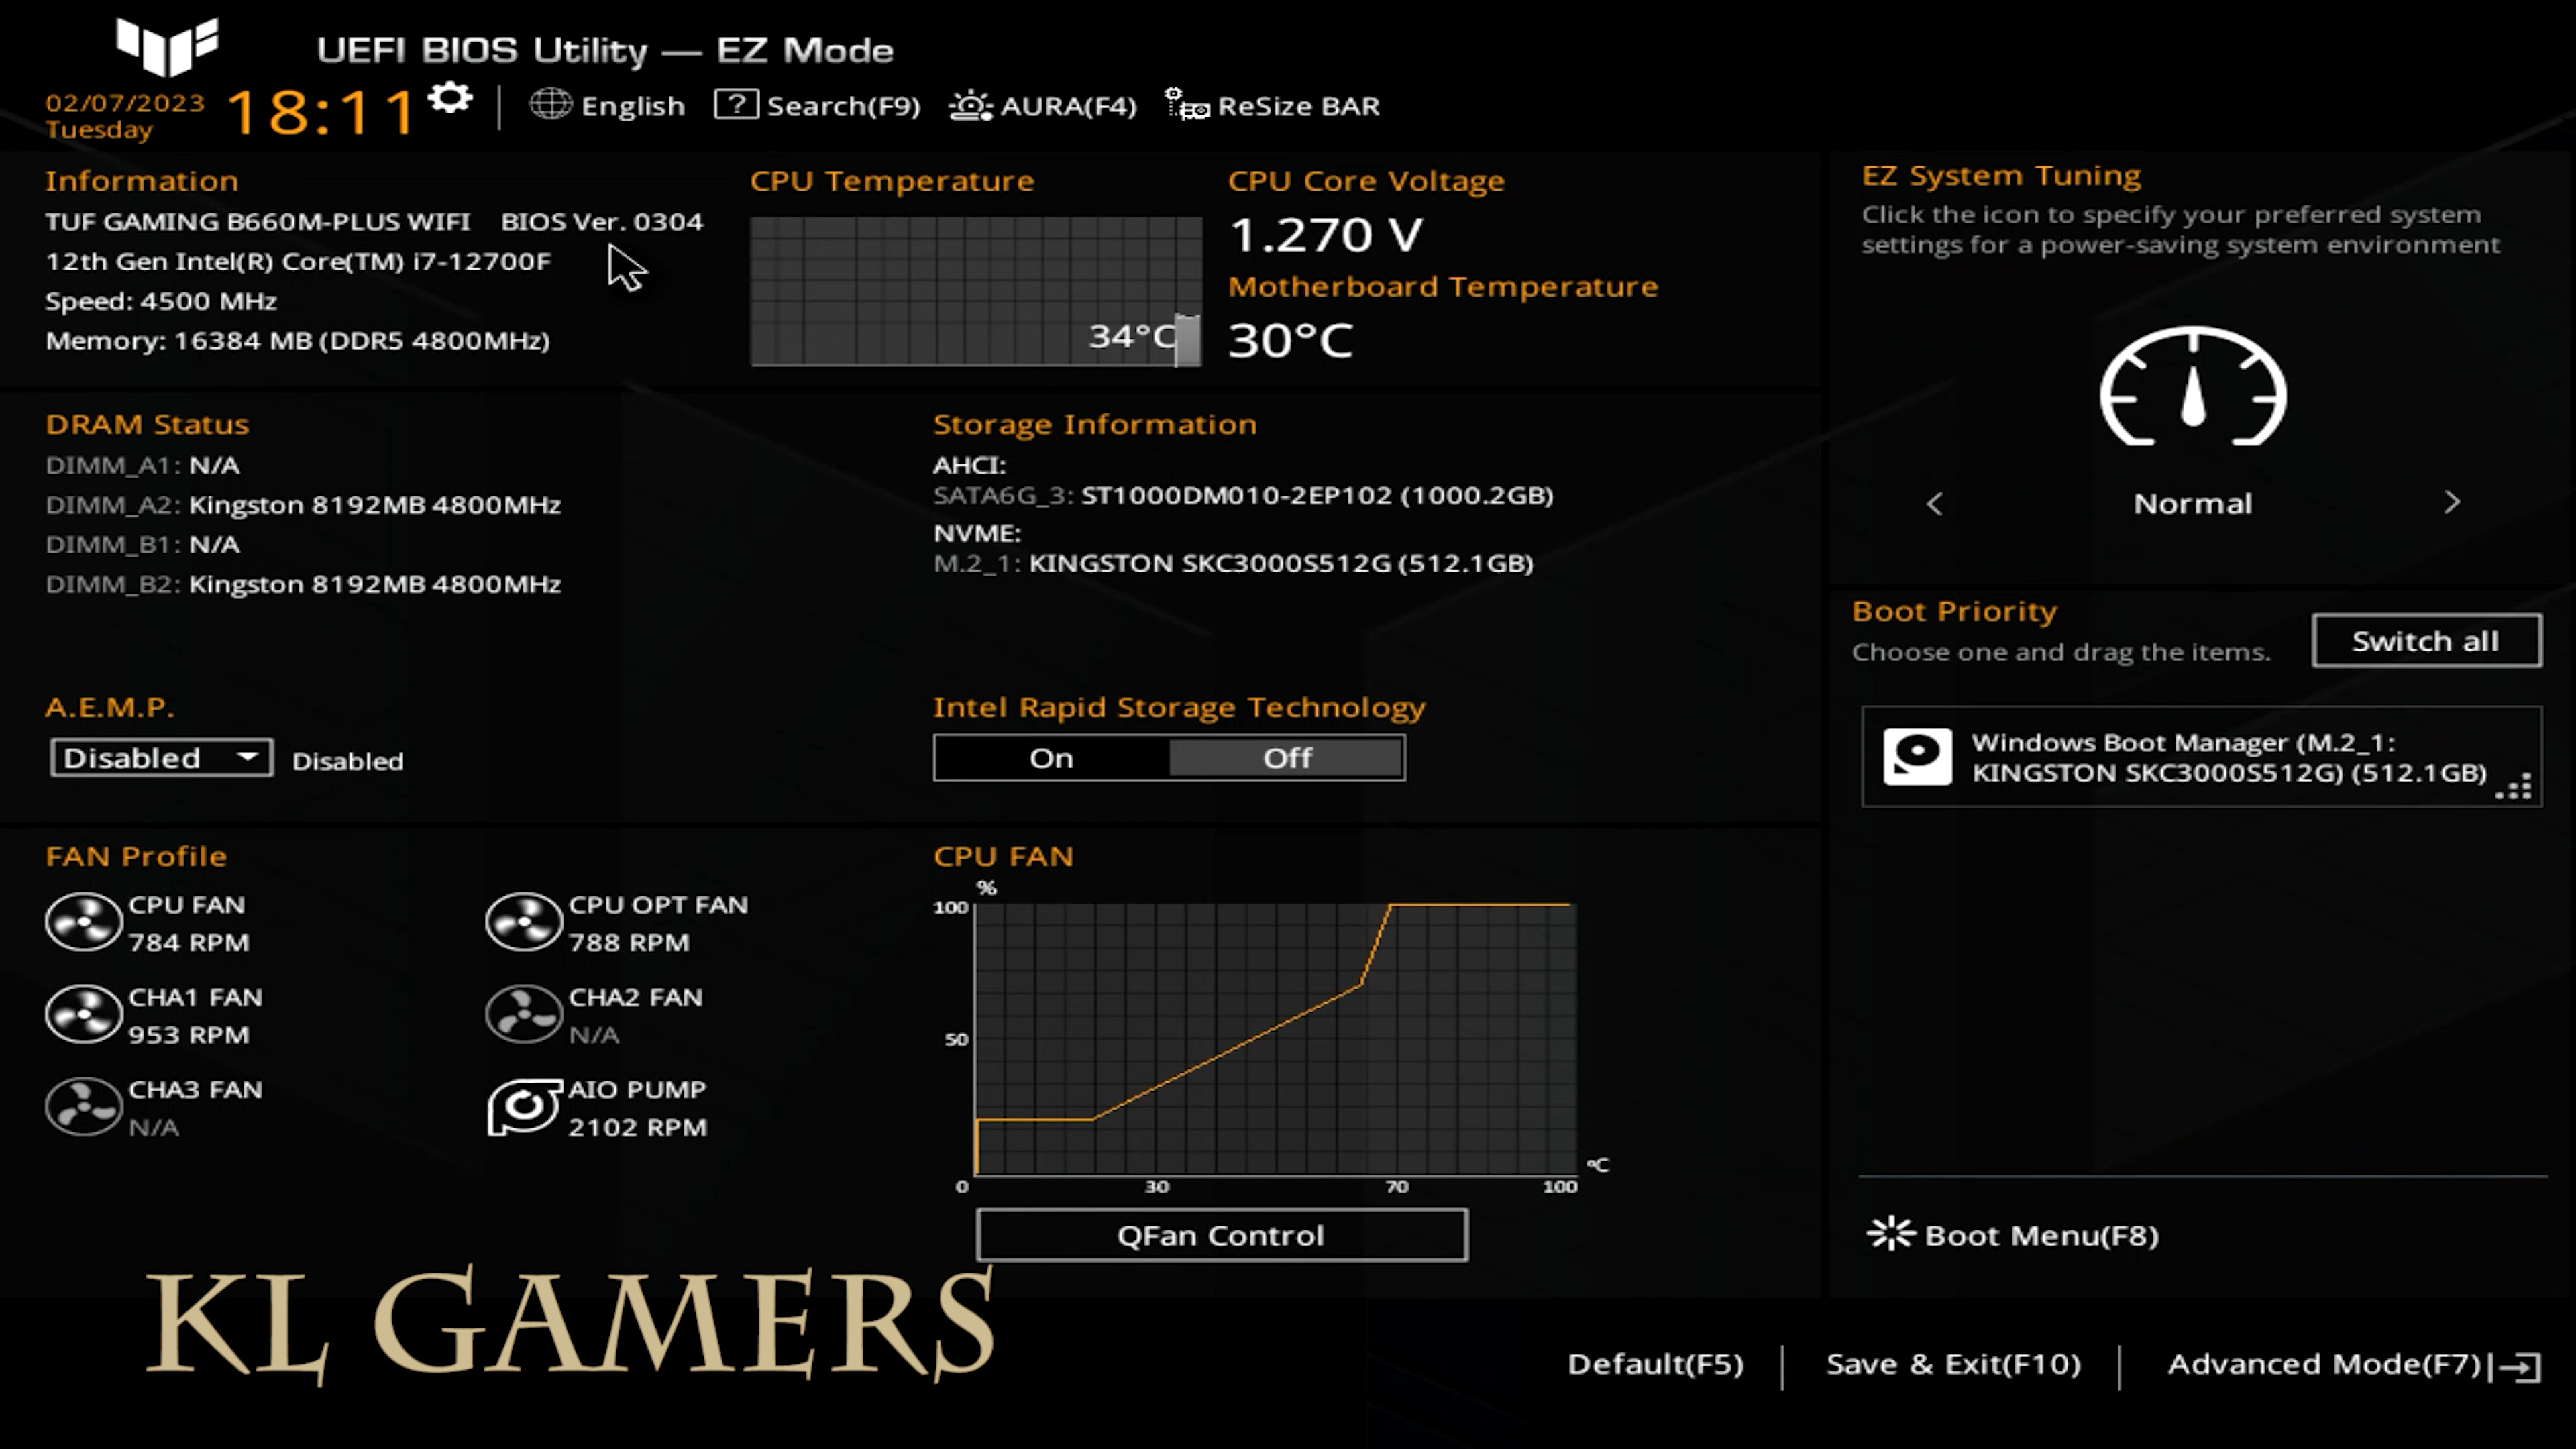 UEFI BIOS Utility — EZ Mode
02/07/2023
Tuesday
18:11
English
Search(F9)
AURA(F4)
ReSize BAR
Information
TUF GAMING B660M-PLUS WIFI BIOS Ver. 0304
12th Gen Intel(R) Core(TM) i7-12700F
Speed: 4500 MHz
Memory: 16384 MB (DDR5 4800MHz)
CPU Temperature
34°C
CPU Core Voltage
1.270 V
Motherboard Temperature
30°C
EZ System Tuning
Click the icon to specify your preferred system
settings for a power-saving system environment
Normal
DRAM Status
DIMM_A1: N/A
DIMM_A2: Kingston 8192MB 4800MHz
DIMM_B1: N/A
DIMM_B2: Kingston 8192MB 4800MHz
Storage Information
AHCI:
SATA6G_3: ST1000DM010-2EP102 (1000.2GB)
NVME:
M.2_1: KINGSTON SKC3000S512G (512.1GB)
A.E.M.P.
Disabled
Disabled
Intel Rapid Storage Technology
On
Off
Boot Priority
Choose one and drag the items.
Switch all
Windows Boot Manager (M.2_1:
KINGSTON SKC3000S512G) (512.1GB)
FAN Profile
CPU FAN
784 RPM
CPU OPT FAN
788 RPM
CHA1 FAN
953 RPM
CHA2 FAN
N/A
CHA3 FAN
N/A
AIO PUMP
2102 RPM
CPU FAN
%
100
50
0
30
70
100
°C
QFan Control
Boot Menu(F8)
KL GAMERS
Default(F5)
Save & Exit(F10)
Advanced Mode(F7)